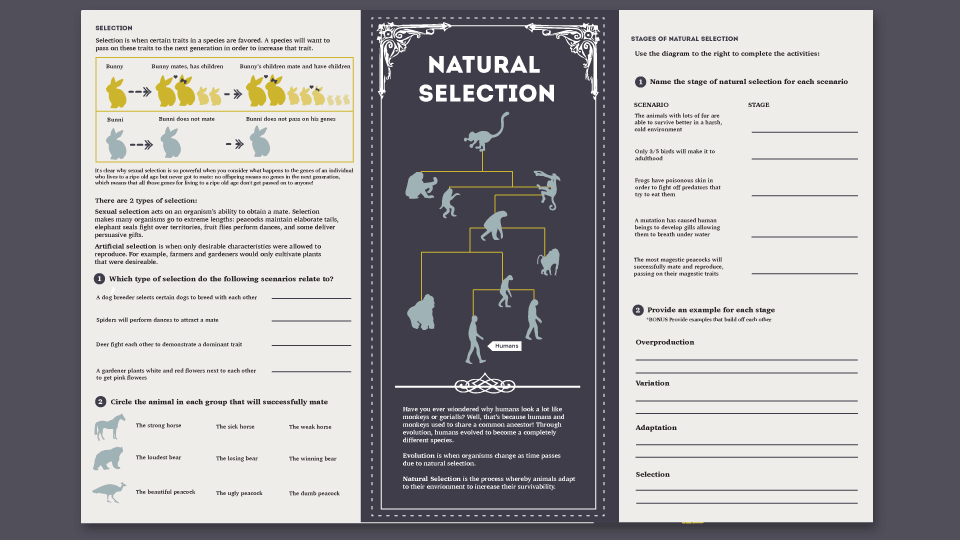 SELECTION
Selection is when certain traits in a species are favored. A species will want to
pass on these traits to the next generation in order to increase that trait.
Bunny
Bunny mates, has children
Bunny's children mate and have children
Bunni
Bunni does not mate
Bunni does not pass on his genes
It's clear why sexual selection is so powerful when you consider what happens to the genes of an individual
who lives to a ripe old age but never got to mate: no offspring means no genes in the next generation,
which means that all those genes for living to a ripe old age don't get passed on to anyone!
There are 2 types of selection:
Sexual selection acts on an organism's ability to obtain a mate. Selection
makes many organisms go to extreme lengths: peacocks maintain elaborate tails,
elephant seals fight over territories, fruit flies perform dances, and some deliver
persuasive gifts.
Artificial selection is when only desirable characteristics were allowed to
reproduce. For example, farmers and gardeners would only cultivate plants
that were desireable.
1 Which type of selection do the following scenarios relate to?
A dog breeder selects certain dogs to breed with each other
Spiders will perform dances to attract a mate
Deer fight each other to demonstrate a dominant trait
A gardener plants white and red flowers next to each other
to get pink flowers
2 Circle the animal in each group that will successfully mate
The strong horse
The sick horse
The weak horse
The loudest bear
The losing bear
The winning bear
The beautiful peacock
The ugly peacock
The dumb peacock
NATURAL
SELECTION
Humans
Have you ever wiondered why humans look a lot like
monkeys or gorialls? Well, that's because humans and
monkeys used to share a common ancestor! Through
evolution, humans evolved to become a completely
different species.
Evolution is when organisms change as time passes
due to natural selection.
Natural Selection is the process whereby animals adapt
to their envrionment to increase their survivability.
STAGES OF NATURAL SELECTION
Use the diagram to the right to complete the activities:
1 Name the stage of natural selection for each scenario
SCENARIO
STAGE
The animals with lots of fur are
able to survive better in a harsh,
cold environment
Only 3/5 birds will make it to
adulthood
Frogs have poisonous skin in
order to fight off predators that
try to eat them
A mutation has caused human
beings to develop gills allowing
them to breath under water
The most magestic peacocks will
successfully mate and reproduce,
passing on their magestic traits
2 Provide an example for each stage
*BONUS Provide examples that build off each other
Overproduction
Variation
Adaptation
Selection